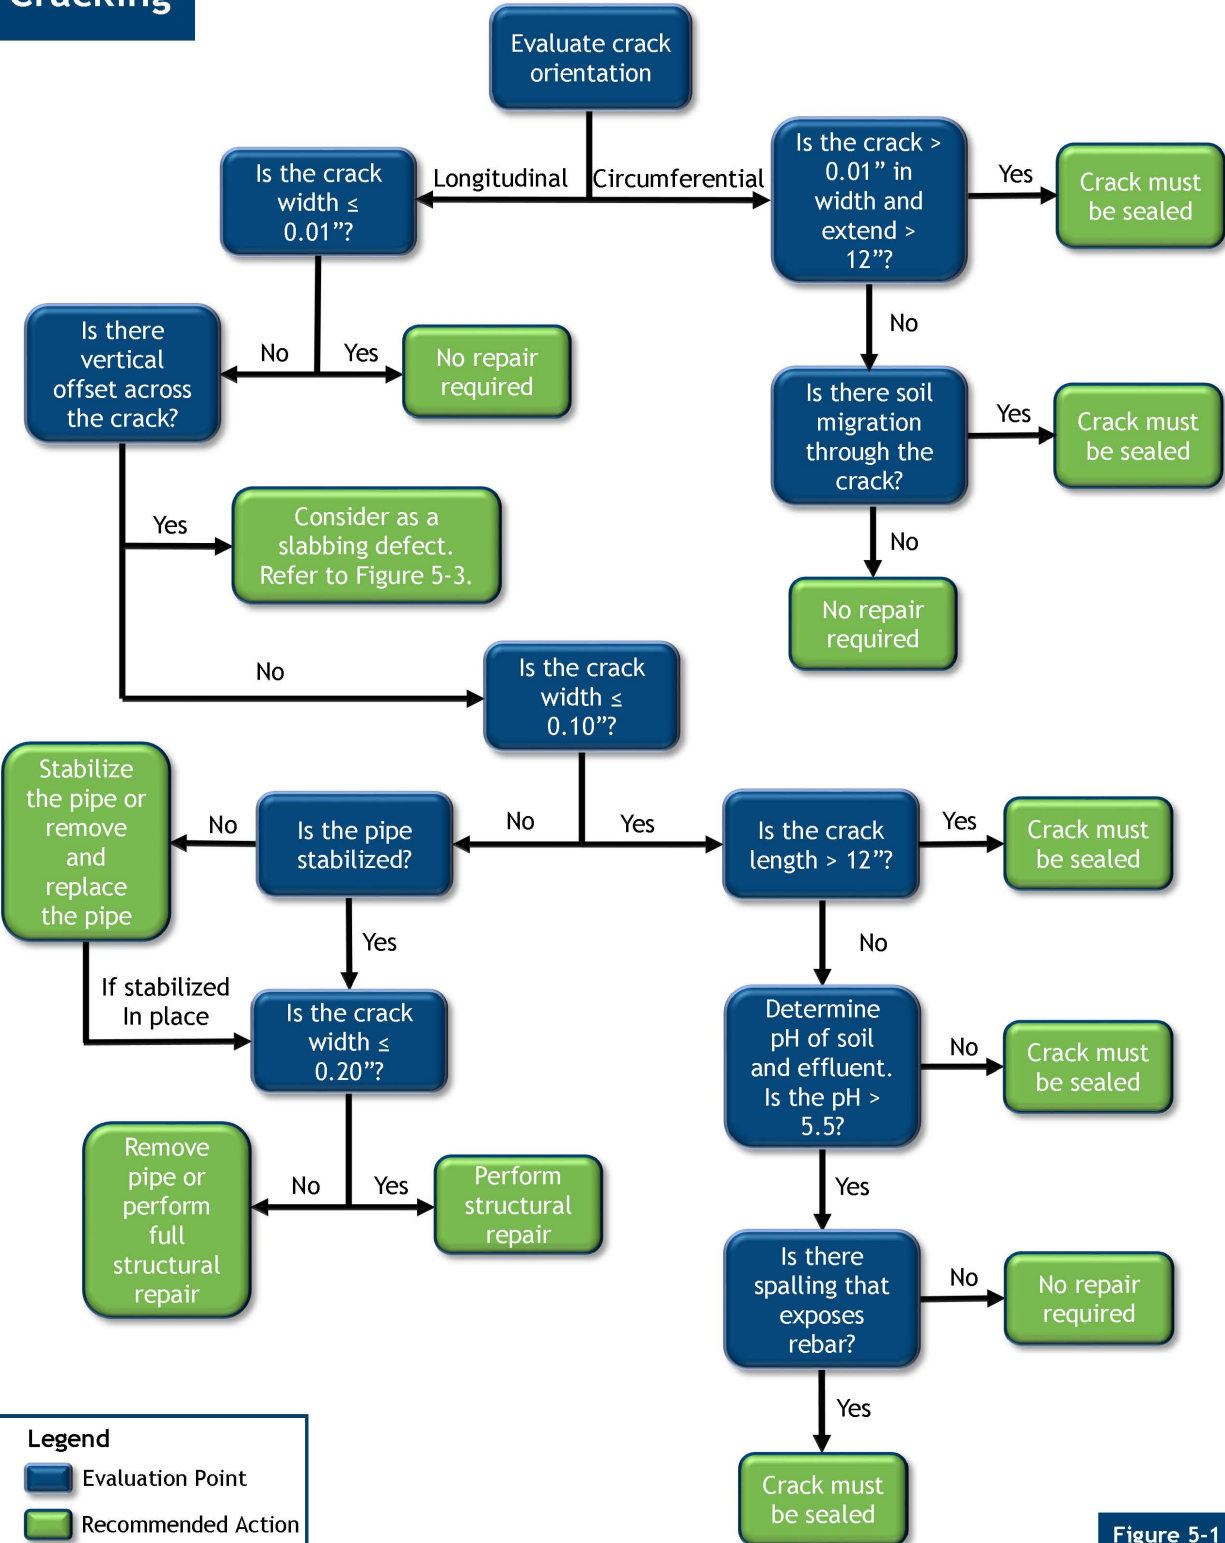 Cracking
Evaluate crack
orientation
Longitudinal
Circumferential
Is the crack
width ≤
0.01”?
Is the crack >
0.01” in
width and
extend >
12”?
Yes
Crack must
be sealed
No
Is there
vertical
offset across
the crack?
No
Yes
No repair
required
Is there soil
migration
through the
crack?
Yes
Crack must
be sealed
No
No repair
required
Yes
Consider as a
slabbing defect.
Refer to Figure 5-3.
No
Is the crack
width ≤
0.10”?
No
Yes
Stabilize
the pipe or
remove
and
replace
the pipe
No
Is the pipe
stabilized?
Is the crack
length > 12”?
Yes
Crack must
be sealed
Yes
No
If stabilized
In place
Is the crack
width ≤
0.20”?
Determine
pH of soil
and effluent.
Is the pH >
5.5?
No
Crack must
be sealed
Remove
pipe or
perform
full
structural
repair
No
Yes
Perform
structural
repair
Yes
Is there
spalling that
exposes
rebar?
No
No repair
required
Yes
Crack must
be sealed
Legend
Evaluation Point
Recommended Action
Figure 5-1